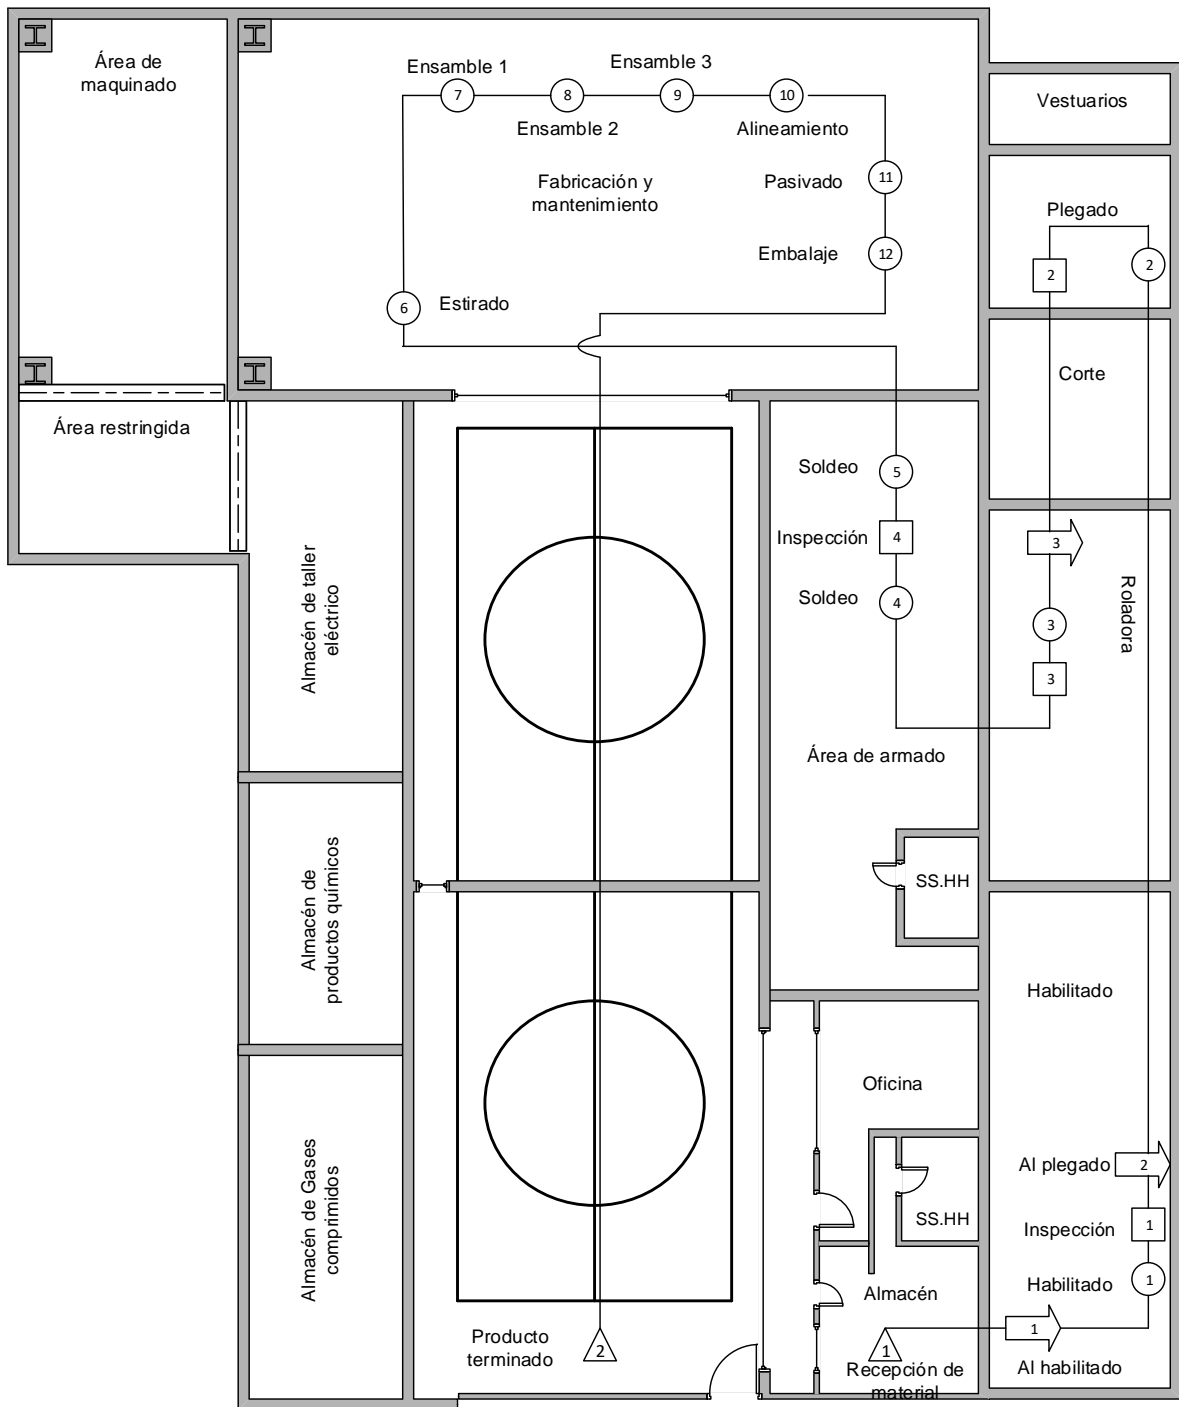 Área de
maquinado
Ensamble 1
Ensamble 3
7
8
9
10
Ensamble 2
Alineamiento
Vestuarios
Fabricación y
mantenimiento
Pasivado
11
Embalaje
12
Plegado
2
2
6
Estirado
Corte
Área restringida
Soldeo
5
Inspección
4
Soldeo
4
3
3
3
Roladora
Almacén de taller
eléctrico
Área de armado
SS.HH
Almacén de
productos químicos
Habilitado
Oficina
Al plegado
2
SS.HH
Inspección
1
Habilitado
1
Almacén de Gases
comprimidos
Almacén
1
Al habilitado
Producto
terminado
2
1
Recepción de
material